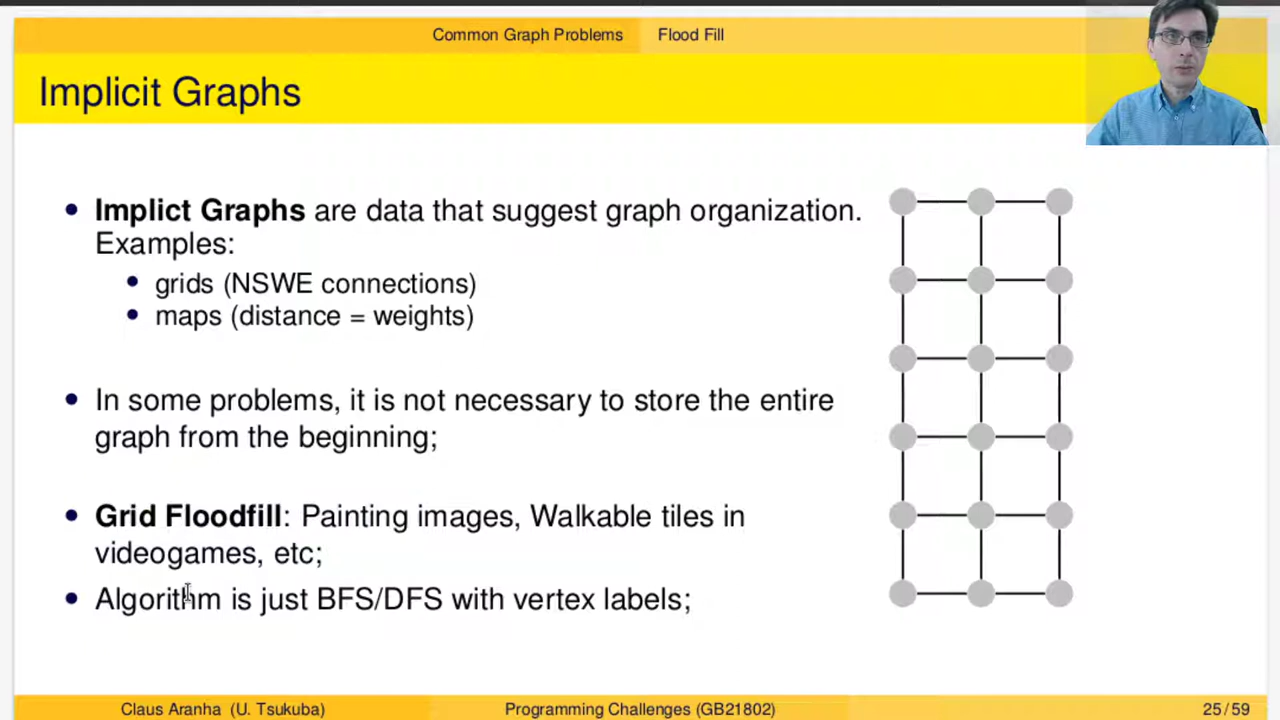 Common Graph Problems Flood Fill
Implicit Graphs
Implict Graphs are data that suggest graph organization.
Examples:
grids (NSWE connections)
maps (distance = weights)
In some problems, it is not necessary to store the entire
graph from the beginning;
Grid Floodfill: Painting images, Walkable tiles in
videogames, etc;
Algorithm is just BFS/DFS with vertex labels;
Claus Aranha (U. Tsukuba) Programming Challenges (GB21802) 25 / 59